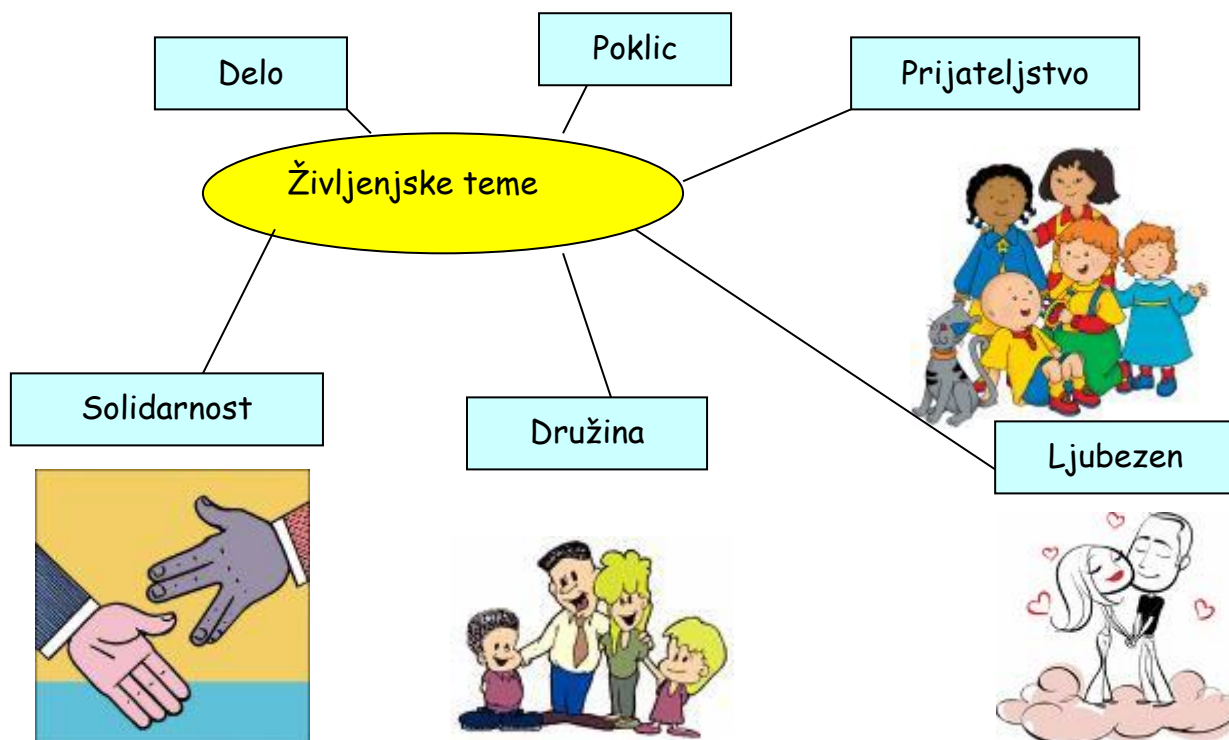 Delo
Poklic
Prijateljstvo
Življenjske teme
Solidarnost
Družina
Ljubezen